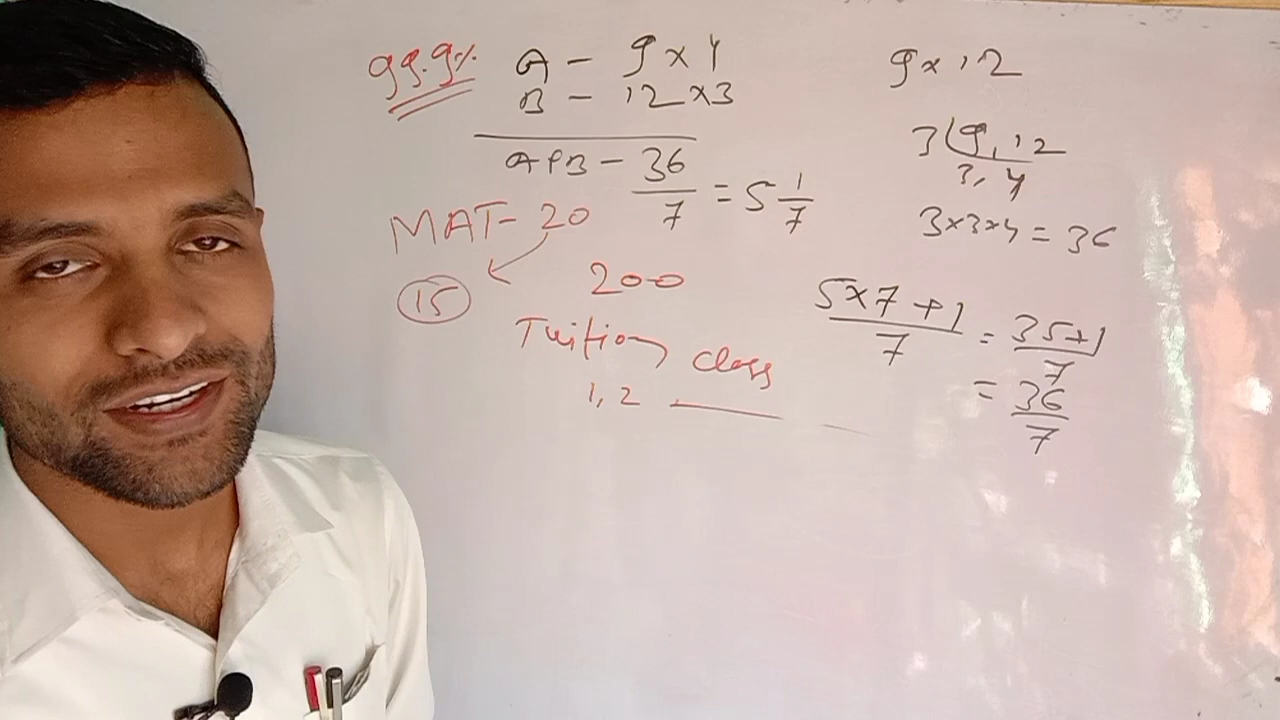 99.9%
A - 9 x 4
B - 12 x 3
A+B - 36/7 = 5 1/7
MAT - 20
15
200
Tuition class
1, 2
9 x 12
3 9, 12
3, 4
3x3x4 = 36
5x7+1/7 = 35+1/7
= 36/7